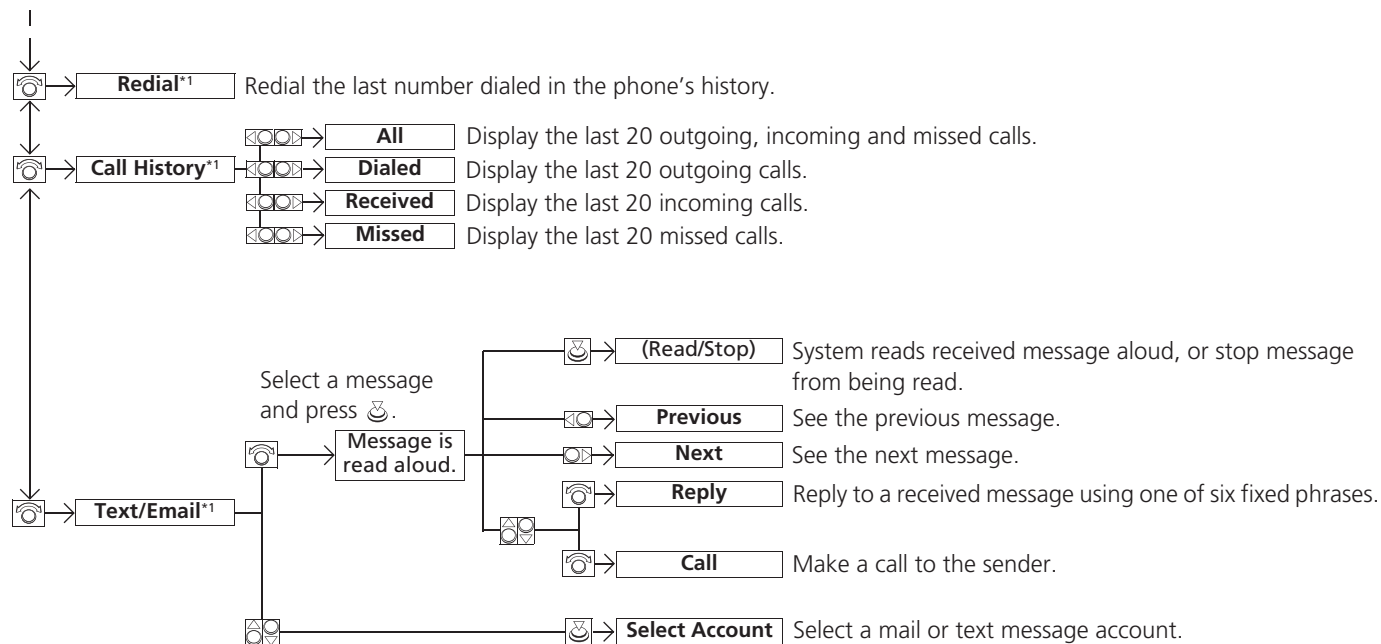 Redial*1 Redial the last number dialed in the phone's history.
All Display the last 20 outgoing, incoming and missed calls.
Call History*1 Dialed Display the last 20 outgoing calls.
Received Display the last 20 incoming calls.
Missed Display the last 20 missed calls.
(Read/Stop) System reads received message aloud, or stop message
from being read.
Select a message
and press .
Previous See the previous message.
Message is
read aloud.
Next See the next message.
Reply Reply to a received message using one of six fixed phrases.
Text/Email*1
Call Make a call to the sender.
Select Account Select a mail or text message account.